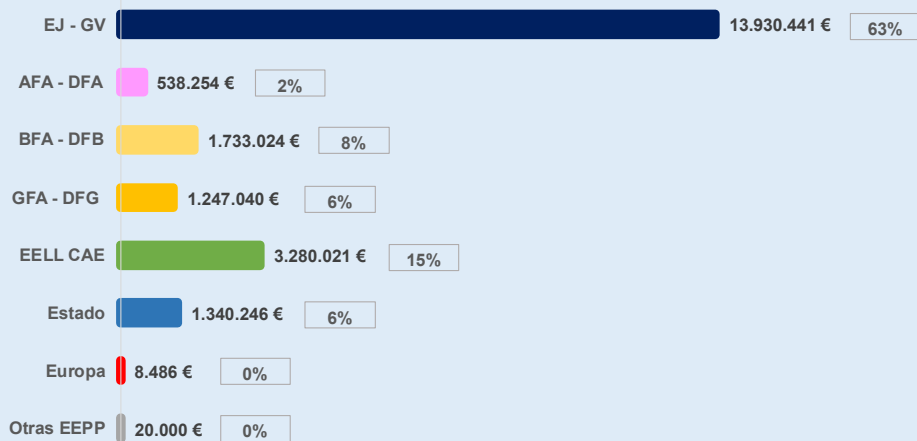 EJ - GV 13.930.441 € 63%
AFA - DFA 538.254 € 2%
BFA - DFB 1.733.024 € 8%
GFA - DFG 1.247.040 € 6%
EELL CAE 3.280.021 € 15%
Estado 1.340.246 € 6%
Europa 8.486 € 0%
Otras EEPP 20.000 € 0%